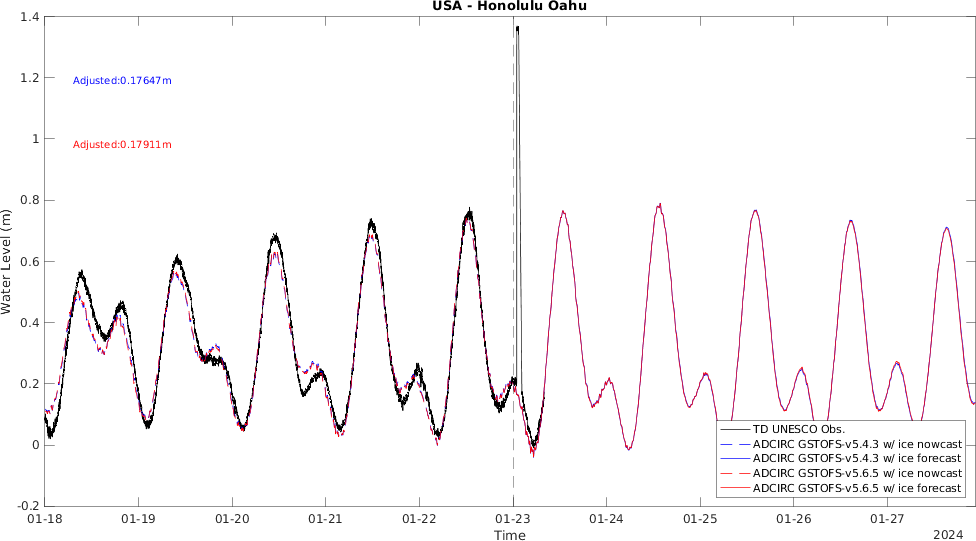 USA - Honolulu Oahu
1.4
1.2
1
0.8
0.6
0.4
0.2
0
-0.2
Water Level (m)
Adjusted:0.17647m
Adjusted:0.17911m
TD UNESCO Obs.
ADCIRC GSTOFS-v5.4.3 w/ ice nowcast
ADCIRC GSTOFS-v5.4.3 w/ ice forecast
ADCIRC GSTOFS-v5.6.5 w/ ice nowcast
ADCIRC GSTOFS-v5.6.5 w/ ice forecast
01-18 01-19 01-20 01-21 01-22 01-23 01-24 01-25 01-26 01-27
Time
2024